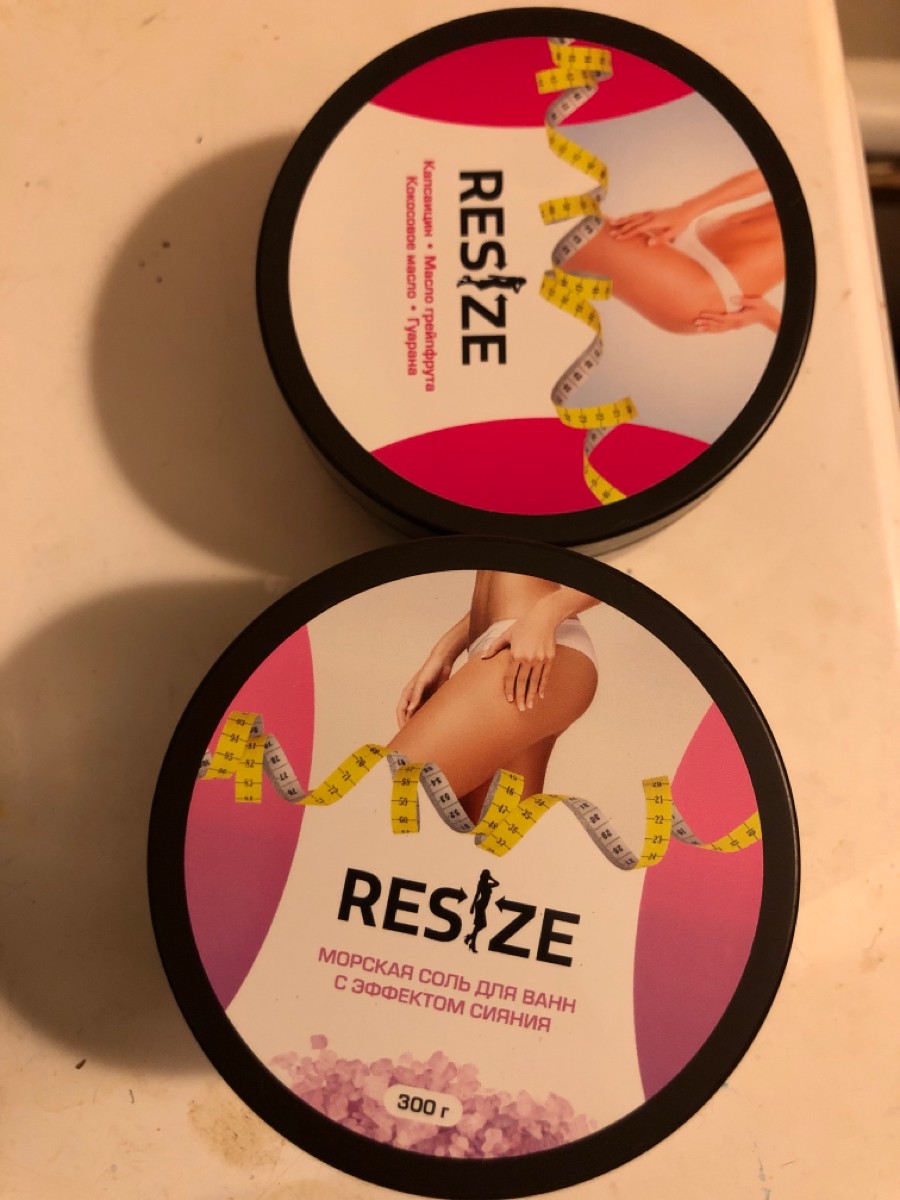 RESIZE
Капсаицин • Масло грейпфрута
Кокосовое масло • Гуарана
RESIZE
МОРСКАЯ СОЛЬ ДЛЯ ВАНН
С ЭФФЕКТОМ СИЯНИЯ
300 г